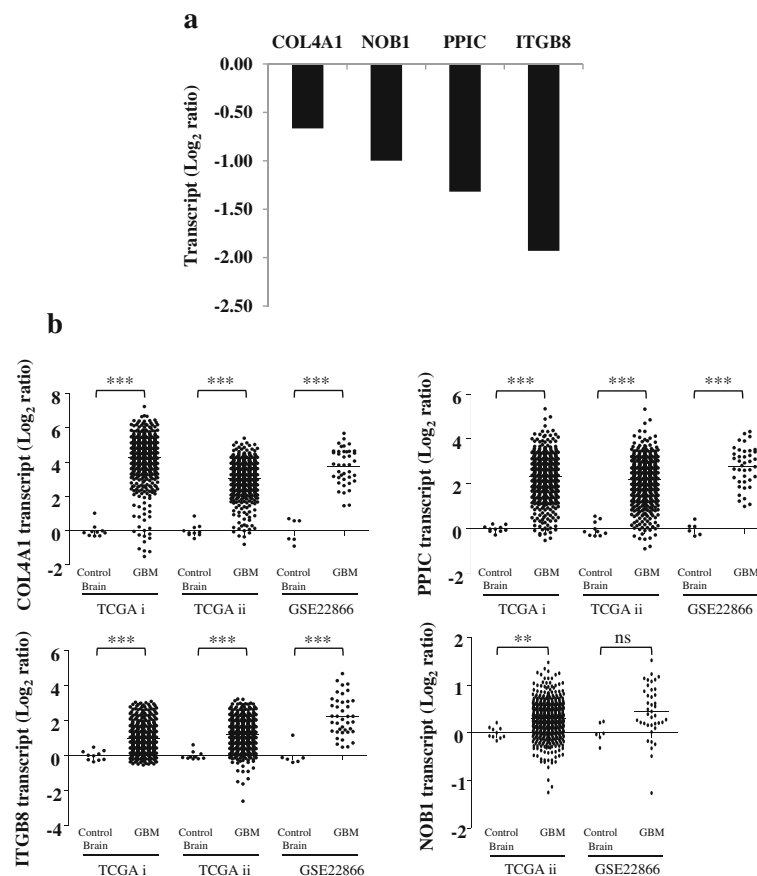 a
COL4A1 NOB1 PPIC ITGB8
Transcript (Log2 ratio)
0.00
-0.50
-1.00
-1.50
-2.00
-2.50
b
COL4A1 transcript (Log2 ratio)
8
6
4
2
0
-2
*** *** ***
Control Brain GBM Control Brain GBM Control Brain GBM
TCGA i TCGA ii GSE22866
PPIC transcript (Log2 ratio)
6
4
2
0
-2
*** *** ***
Control Brain GBM Control Brain GBM Control Brain GBM
TCGA i TCGA ii GSE22866
ITGB8 transcript (Log2 ratio)
6
4
2
0
-2
-4
*** *** ***
Control Brain GBM Control Brain GBM Control Brain GBM
TCGA i TCGA ii GSE22866
NOB1 transcript (Log2 ratio)
2
1
0
-1
-2
** ns
Control Brain GBM Control Brain GBM
TCGA ii GSE22866